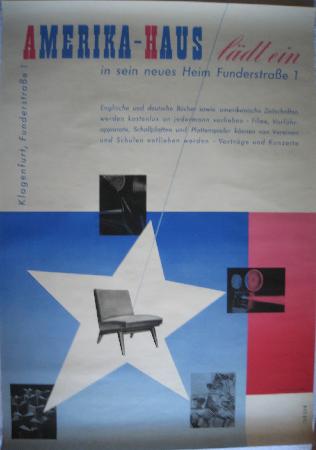 AMERIKA-HAUS lädt ein
in sein neues Heim Funderstraße 1
Klagenfurt, Funderstraße 1
Englische und deutsche Bücher sowie amerikanische Zeitschriften
werden kostenlos an jedermann verliehen - Filme, Vorführ-
apparate, Schallplatten und Plattenspieler können von Vereinen
und Schulen entliehen werden - Vorträge und Konzerte